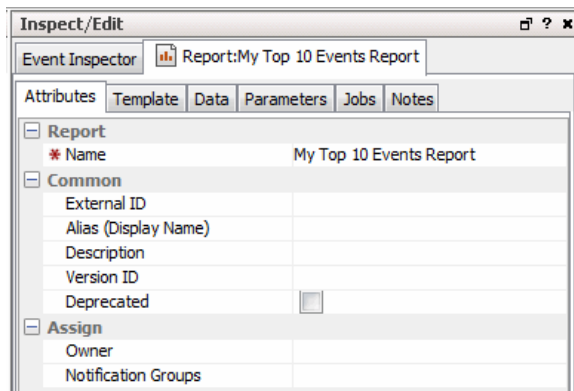 Inspect/Edit
Event Inspector Report:My Top 10 Events Report
Attributes Template Data Parameters Jobs Notes
Report
* Name My Top 10 Events Report
Common
External ID
Alias (Display Name)
Description
Version ID
Deprecated
Assign
Owner
Notification Groups